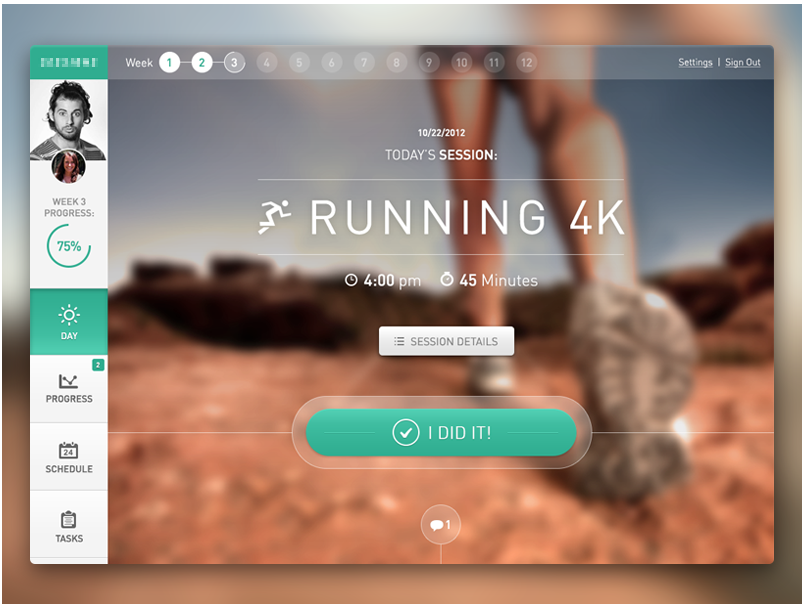 Week 1 2 3 4 5 6 7 8 9 10 11 12
Settings | Sign Out
10/22/2012
TODAY'S SESSION:
RUNNING 4K
4:00 pm 45 Minutes
SESSION DETAILS
I DID IT!
1
WEEK 3
PROGRESS:
75%
DAY
2
PROGRESS
24
SCHEDULE
TASKS